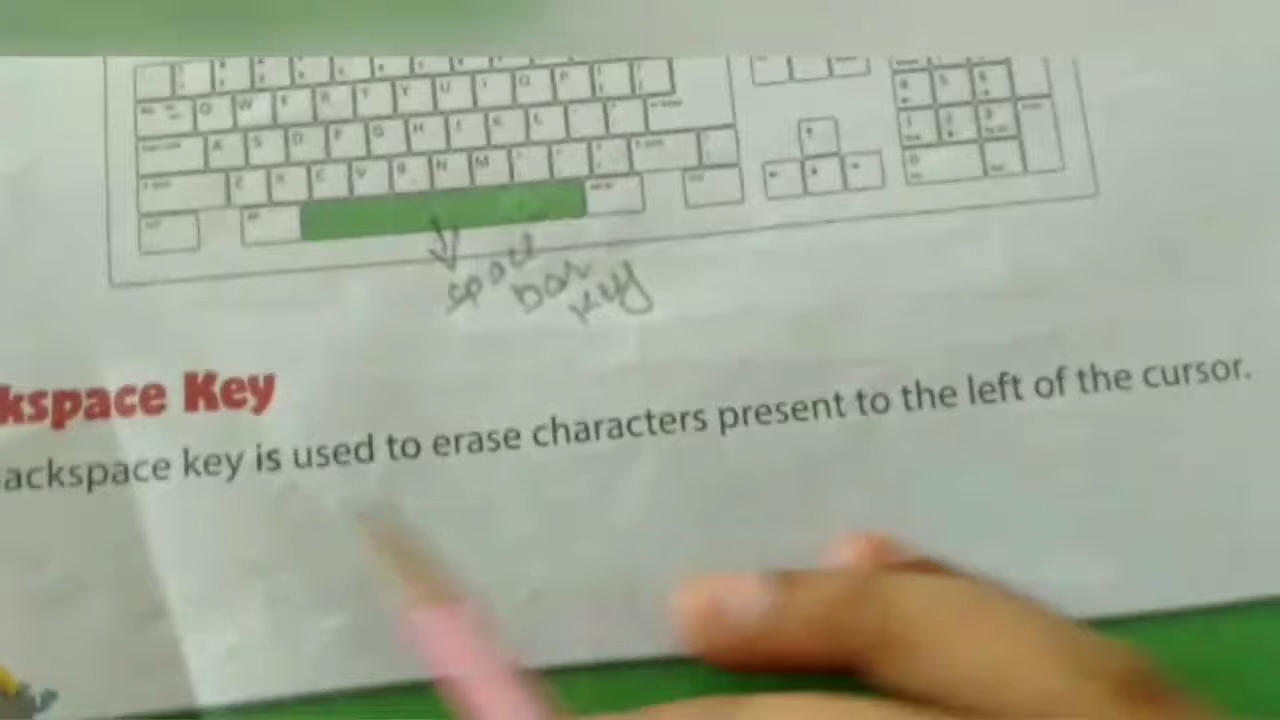 Q W E R T Y U I O P
A S D F G H J K L
Z X C V B N M
space
bar
key
kspace Key
ackspace key is used to erase characters present to the left of the cursor.